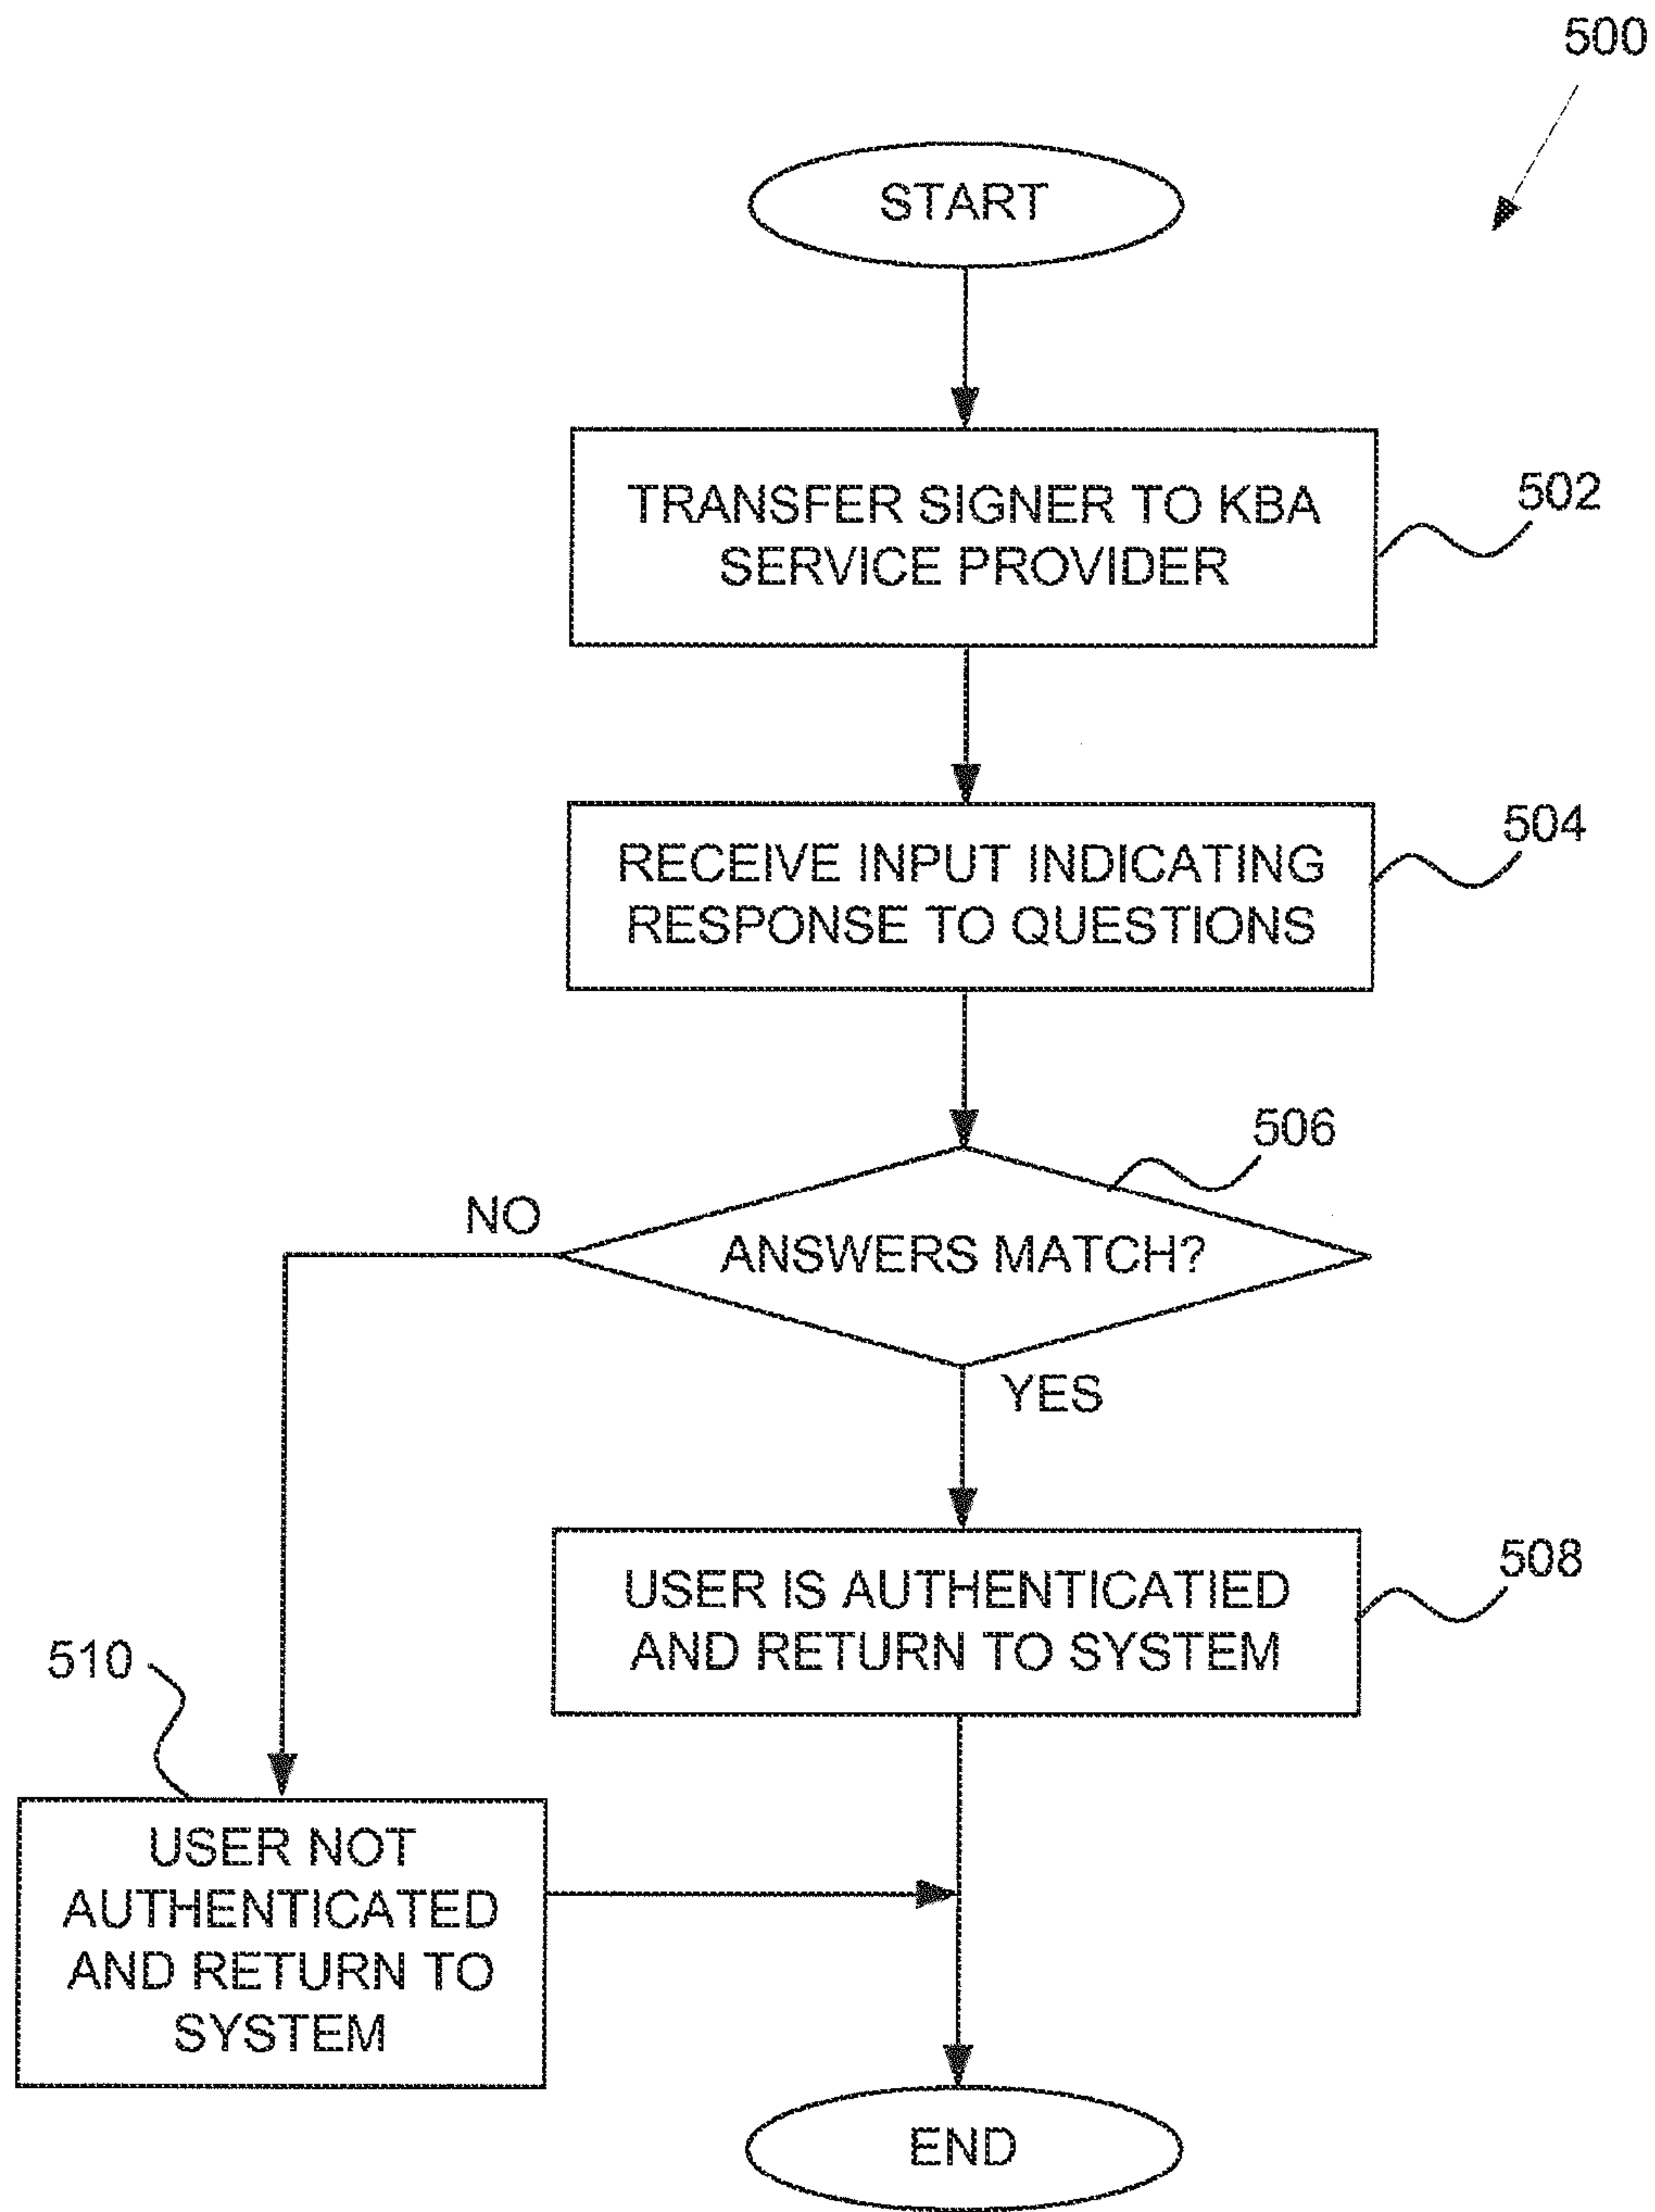 500
START
TRANSFER SIGNER TO KBA
SERVICE PROVIDER
502
RECEIVE INPUT INDICATING
RESPONSE TO QUESTIONS
504
506
NO
ANSWERS MATCH?
YES
USER IS AUTHENTICATIED
AND RETURN TO SYSTEM
508
510
USER NOT
AUTHENTICATED
AND RETURN TO
SYSTEM
END